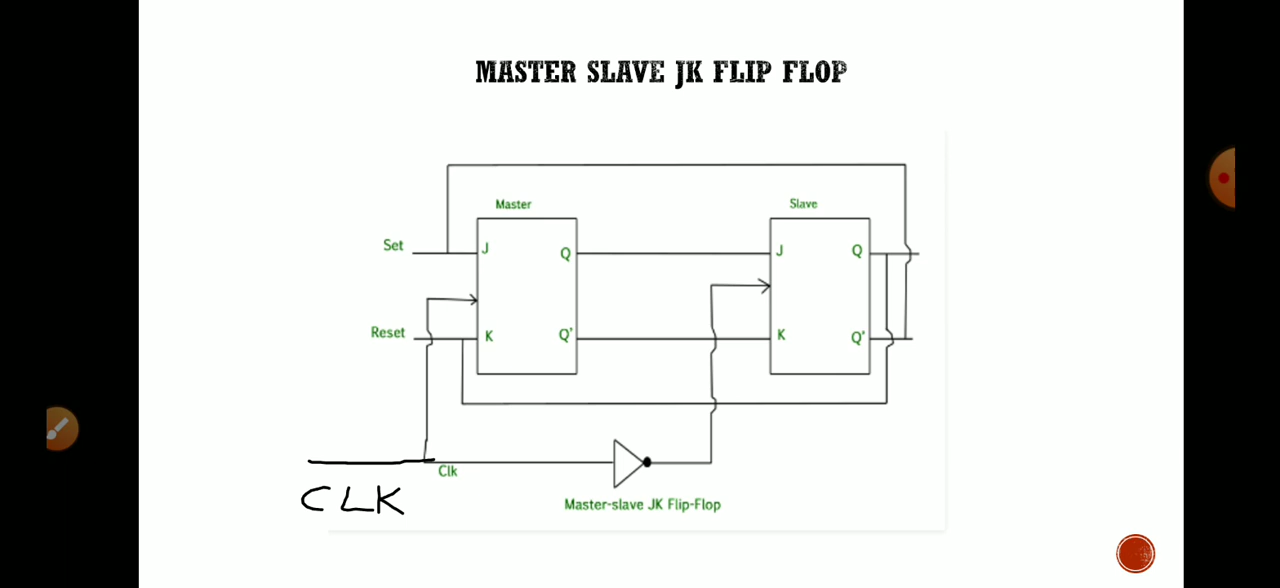 MASTER SLAVE JK FLIP FLOP
Master Slave
Set J Q J Q
Reset K Q' K Q'
Clk
CLK
Master-slave JK Flip-Flop